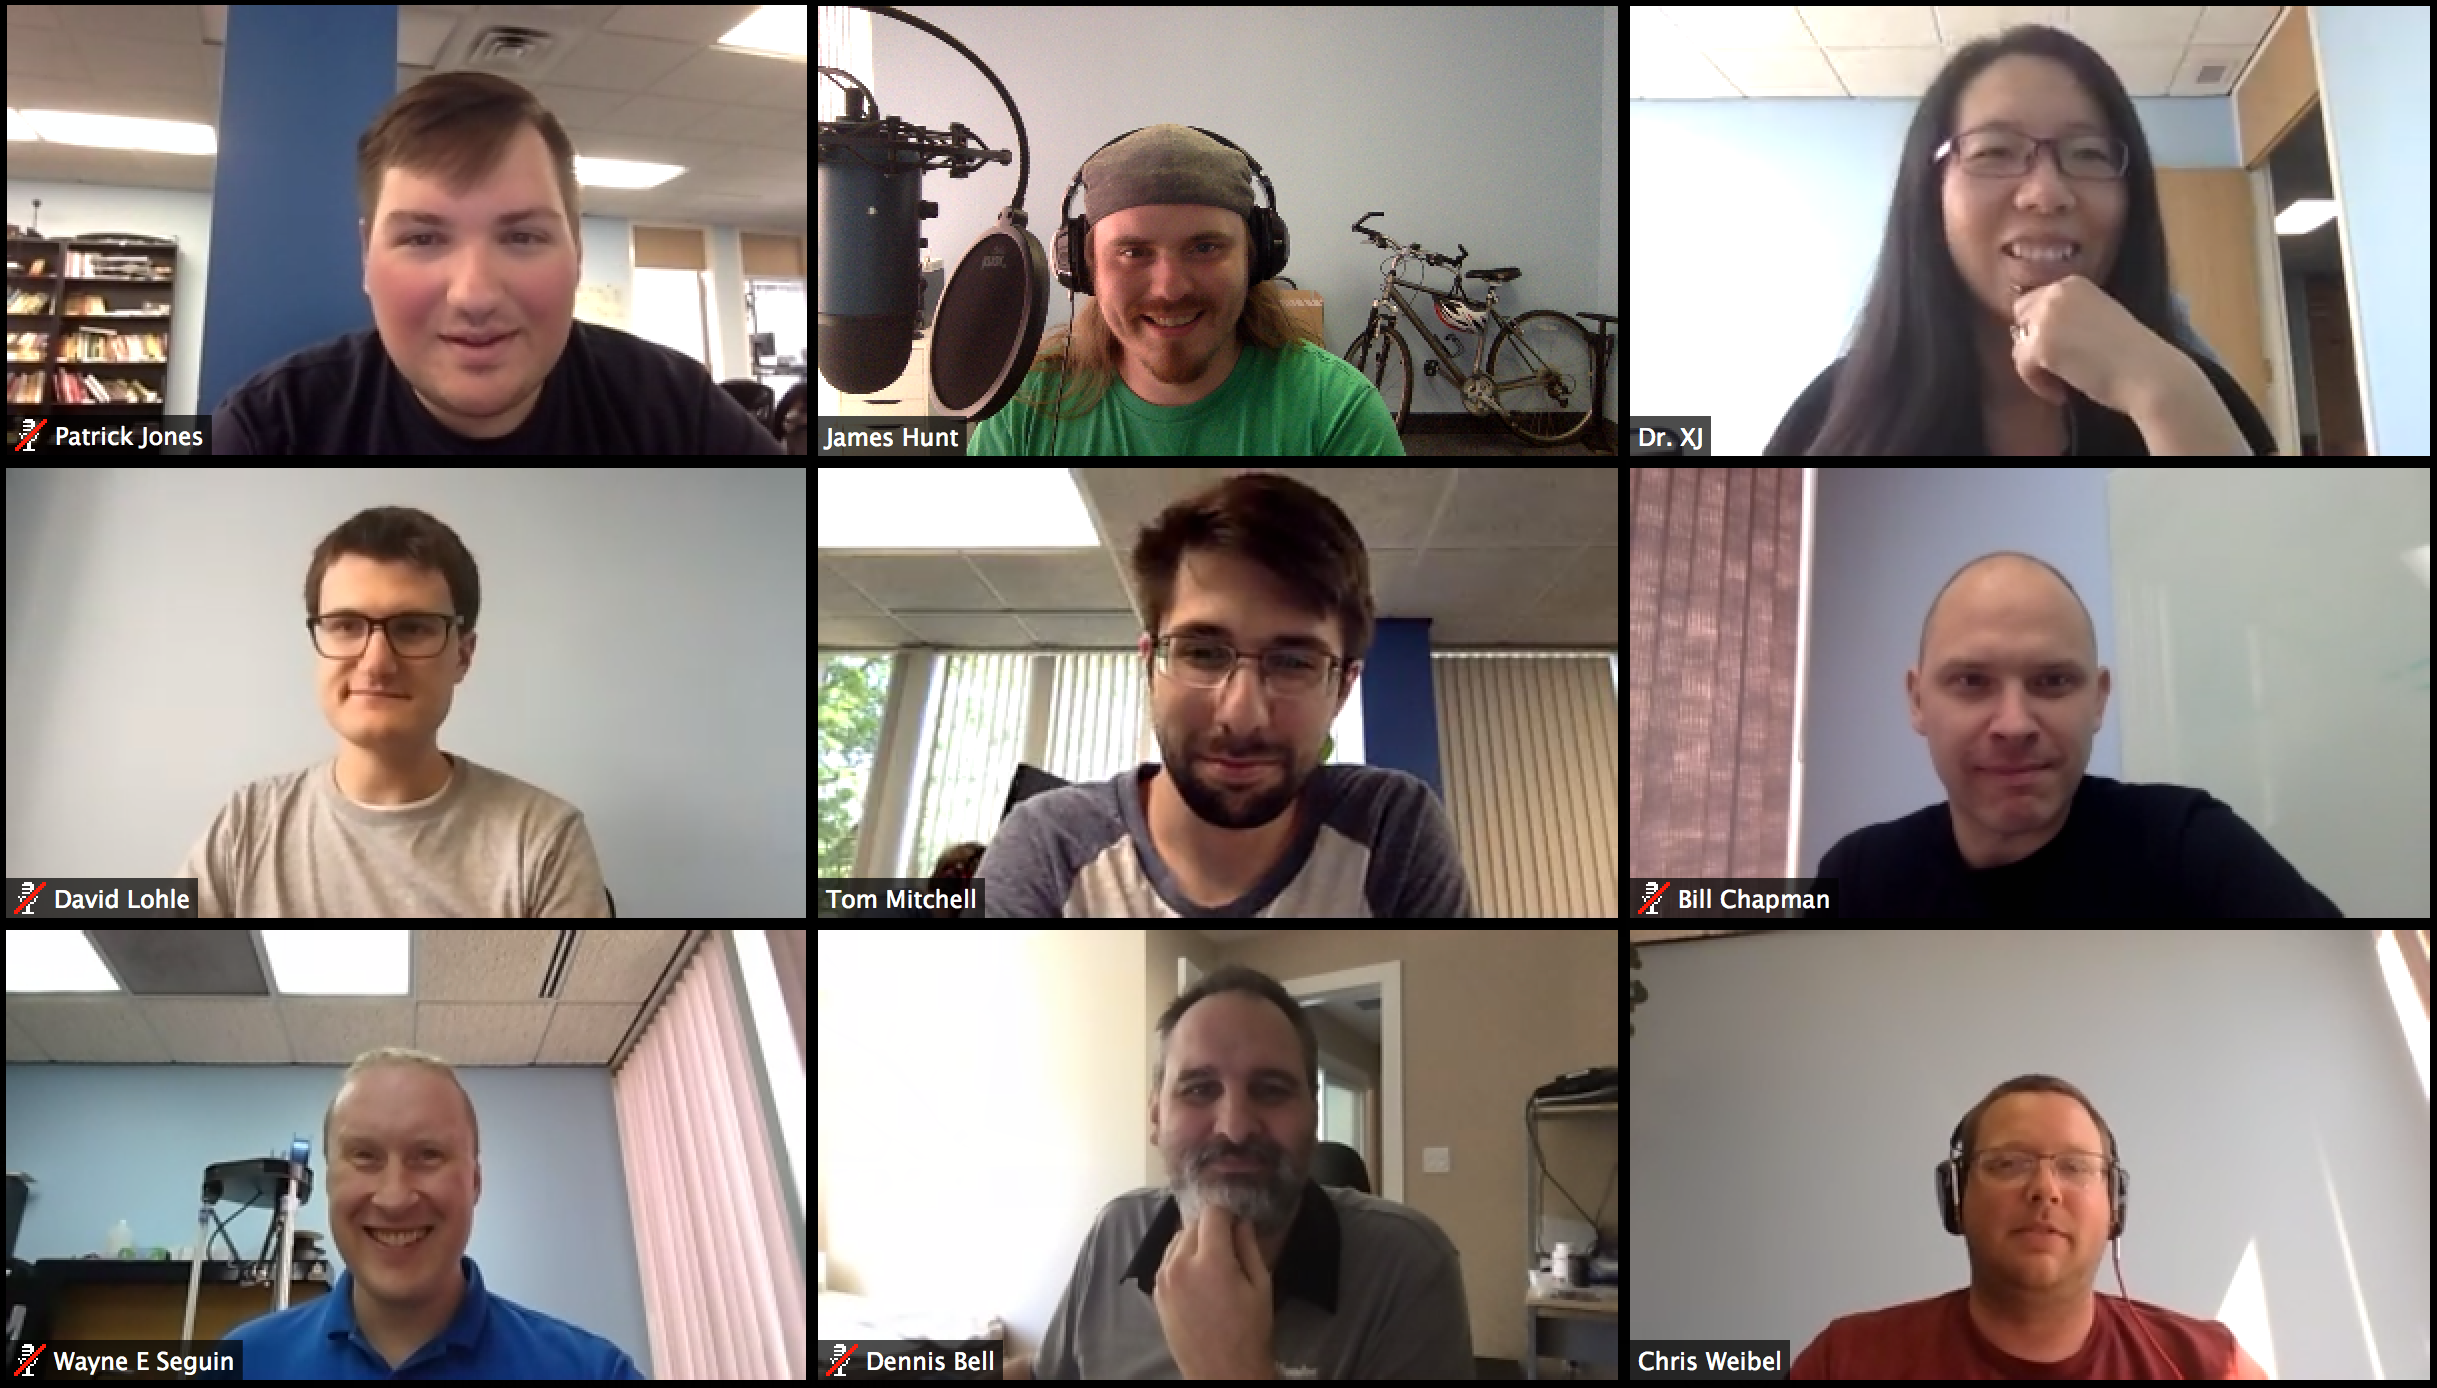 Patrick Jones
James Hunt
Dr. XJ
David Lohle
Tom Mitchell
Bill Chapman
Wayne E Seguin
Dennis Bell
Chris Weibel